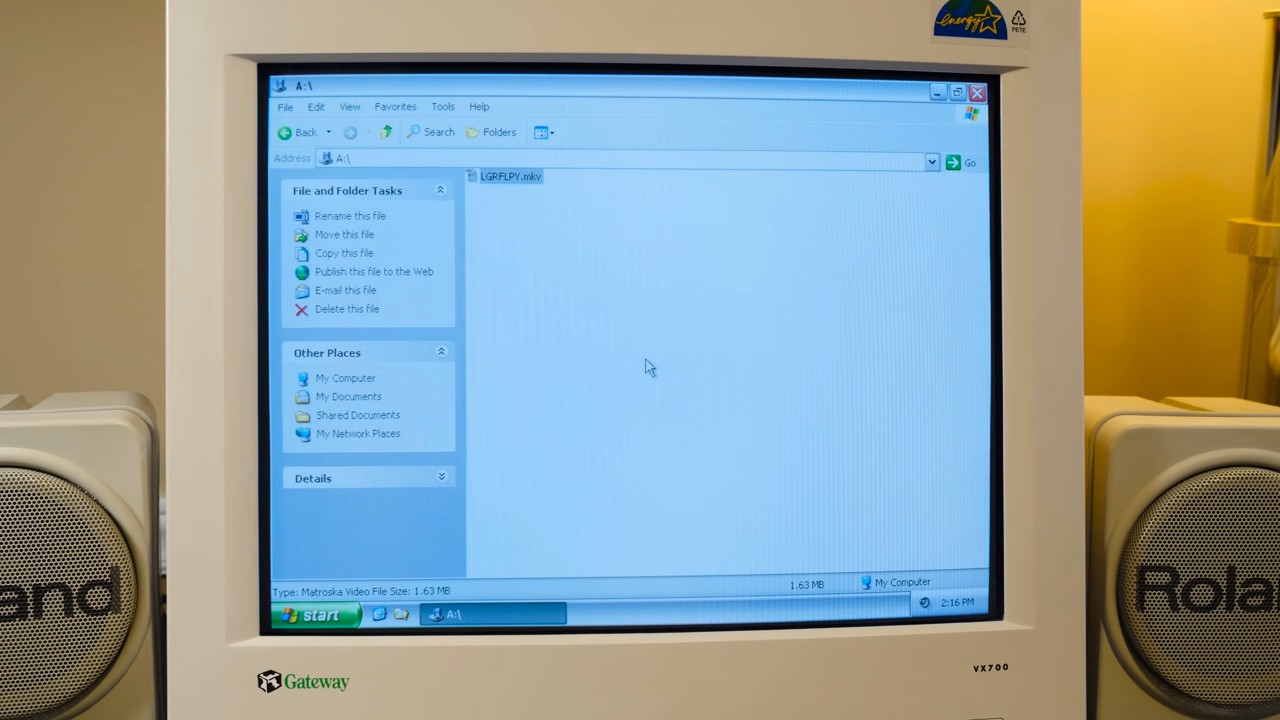 energy
PETE
A:\
File Edit View Favorites Tools Help
Back Search Folders
Address A:\ Go
File and Folder Tasks
LGRFLPY.mkv
Rename this file
Move this file
Copy this file
Publish this file to the Web
E-mail this file
Delete this file
Other Places
My Computer
My Documents
Shared Documents
My Network Places
Details
Type: Matroska Video File Size: 1.63 MB 1.63 MB My Computer
start A:\ 2:16 PM
and
Rola
Gateway
VX700